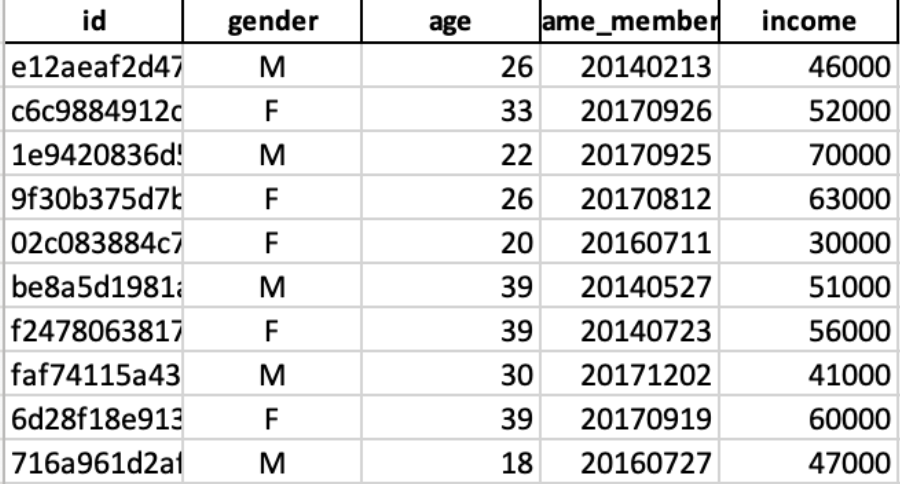 id gender age ame_member income
e12aeaf2d47 M 26 20140213 46000
c6c9884912c F 33 20170926 52000
1e9420836d M 22 20170925 70000
9f30b375d7b F 26 20170812 63000
02c083884c7 F 20 20160711 30000
be8a5d1981 M 39 20140527 51000
f2478063817 F 39 20140723 56000
faf74115a43 M 30 20171202 41000
6d28f18e913 F 39 20170919 60000
716a961d2af M 18 20160727 47000